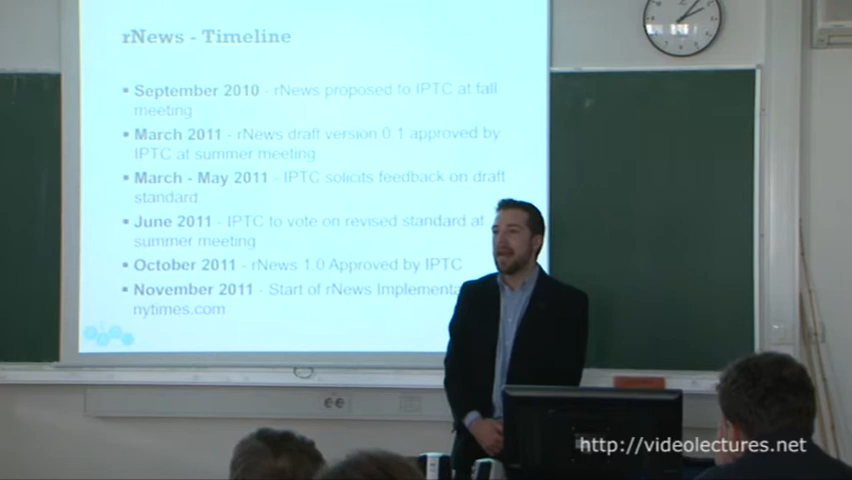 rNews - Timeline
▪ September 2010 - rNews proposed to IPTC at fall
meeting
▪ March 2011 - rNews draft version 0.1 approved by
IPTC at summer meeting
▪ March - May 2011 - IPTC solicits feedback on draft
standard
▪ June 2011 - IPTC to vote on revised standard at
summer meeting
▪ October 2011 - rNews 1.0 Approved by IPTC
▪ November 2011 - Start of rNews Implementa
nytimes.com
http://videolectures.net